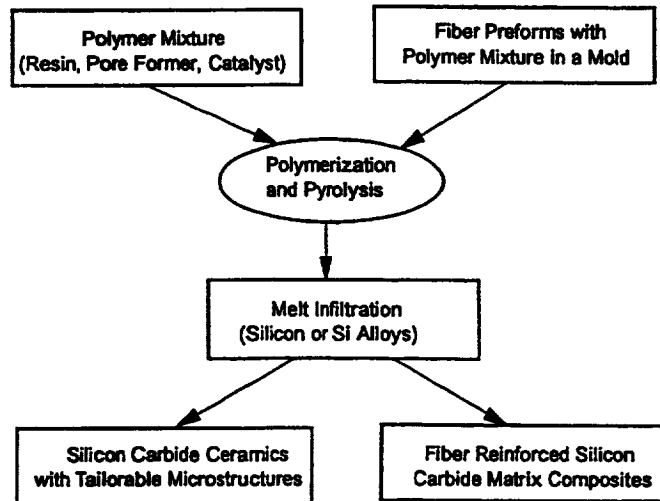 Polymer Mixture
(Resin, Pore Former, Catalyst)
Fiber Preforms with
Polymer Mixture in a Mold
Polymerization
and Pyrolysis
Melt Infiltration
(Silicon or Si Alloys)
Silicon Carbide Ceramics
with Tailorable Microstructures
Fiber Reinforced Silicon
Carbide Matrix Composites